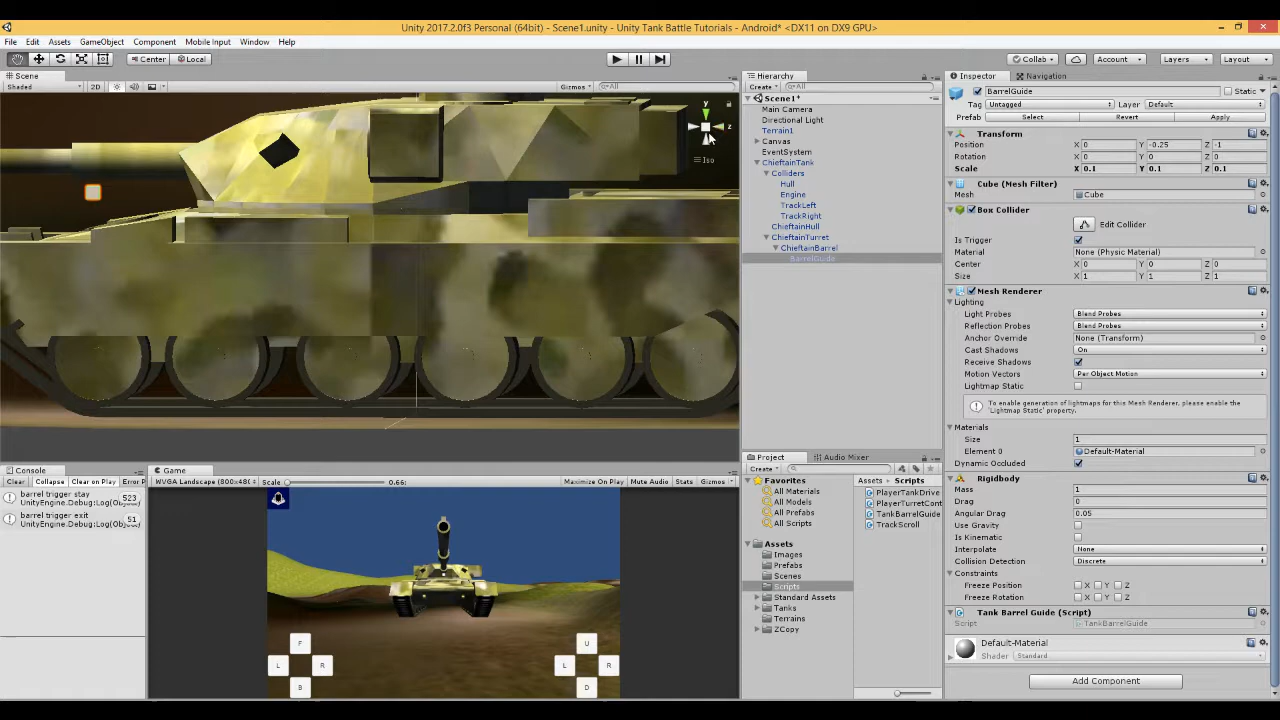 Unity 2017.2.0f3 Personal (64bit) - Scene1.unity - Unity Tank Battle Tutorials - Android* <DX11 on DX9 GPU>
File Edit Assets GameObject Component Mobile Input Window Help
Center Local Collab Account Layers Layout
Scene
Shaded 2D Gizmos All
y
z
Iso
Hierarchy
Create All
Scene1*
Main Camera
Directional Light
Terrain1
Canvas
EventSystem
ChieftainTank
Colliders
Hull
Engine
TrackLeft
TrackRight
ChieftainHull
ChieftainTurret
ChieftainBarrel
BarrelGuide
Inspector Navigation
BarrelGuide Static
Tag Untagged Layer Default
Prefab Select Revert Apply
Transform
Position X 0 Y -0.25 Z -1
Rotation X 0 Y 0 Z 0
Scale X 0.1 Y 0.1 Z 0.1
Cube (Mesh Filter)
Mesh Cube
Box Collider
Edit Collider
Is Trigger
Material None (Physic Material)
Center X 0 Y 0 Z 0
Size X 1 Y 1 Z 1
Mesh Renderer
Lighting
Light Probes Blend Probes
Reflection Probes Blend Probes
Anchor Override None (Transform)
Cast Shadows On
Receive Shadows
Motion Vectors Per Object Motion
Lightmap Static
To enable generation of lightmaps for this Mesh Renderer, please enable the
'Lightmap Static' property.
Materials
Size 1
Element 0 Default-Material
Dynamic Occluded
Rigidbody
Mass 1
Drag 0
Angular Drag 0.05
Use Gravity
Is Kinematic
Interpolate None
Collision Detection Discrete
Constraints
Freeze Position X Y Z
Freeze Rotation X Y Z
Tank Barrel Guide (Script)
Script TankBarrelGuide
Default-Material
Shader Standard
Add Component
Console
Clear Collapse Clear on Play Error P
barrel trigger stay 523
UnityEngine.Debug:Log(Object)
barrel trigger exit 51
UnityEngine.Debug:Log(Object)
Game
WVGA Landscape (800x480) Scale 0.66 Maximize On Play Mute Audio Stats Gizmos
F
L R
B
U
L R
D
Project Audio Mixer
Create
Favorites
All Materials
All Models
All Prefabs
All Scripts
Assets
Images
Prefabs
Scenes
Scripts
Standard Assets
Tanks
Terrains
ZCopy
Assets Scripts
PlayerTankDrive
PlayerTurretCont
TankBarrelGuide
TrackScroll